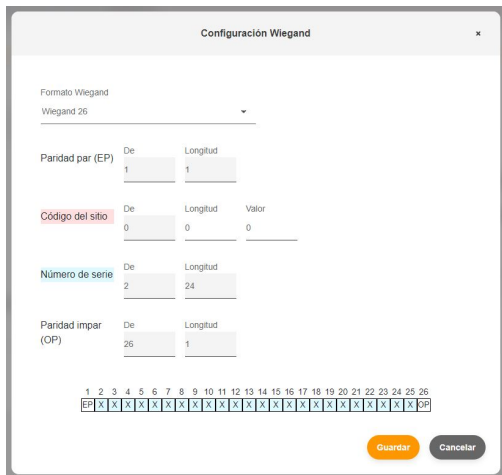 Configuración Wiegand ×
Formato Wiegand
Wiegand 26
Paridad par (EP)
De Longitud
1 1
Código del sitio
De Longitud Valor
0 0 0
Número de serie
De Longitud
2 24
Paridad impar (OP)
De Longitud
26 1
1 2 3 4 5 6 7 8 9 10 11 12 13 14 15 16 17 18 19 20 21 22 23 24 25 26
EP X X X X X X X X X X X X X X X X X X X X X X X X OP
Guardar Cancelar